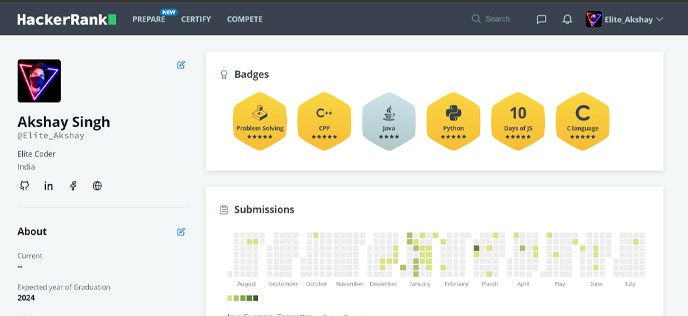 HackerRank
PREPARE NEW CERTIFY COMPETE Search Elite_Akshay
Akshay Singh
@Elite_Akshay
Elite Coder
India
About
Current
--
Expected year of Graduation
2024
Badges
Problem Solving
C++
CPP
Java
Python
10
Days of JS
C
C language
Submissions
August September October November December January February March April May June July